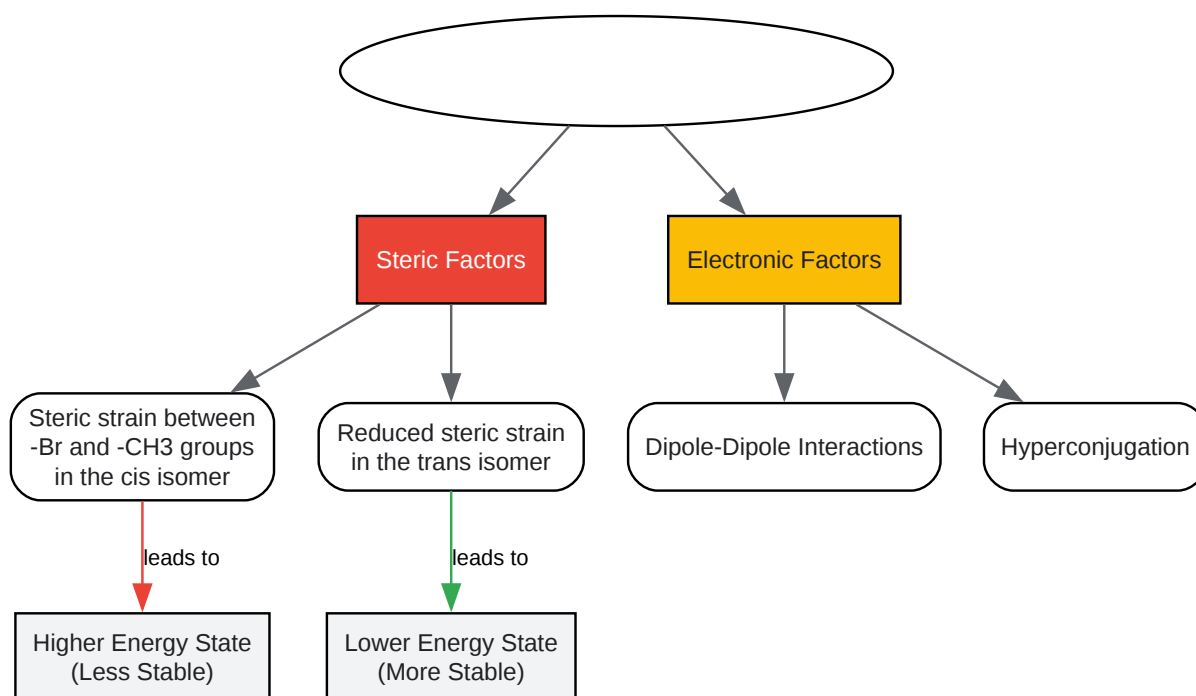 Steric Factors
Electronic Factors
Steric strain between
-Br and -CH3 groups
in the cis isomer
Reduced steric strain
in the trans isomer
Dipole-Dipole Interactions
Hyperconjugation
leads to
leads to
Higher Energy State
(Less Stable)
Lower Energy State
(More Stable)